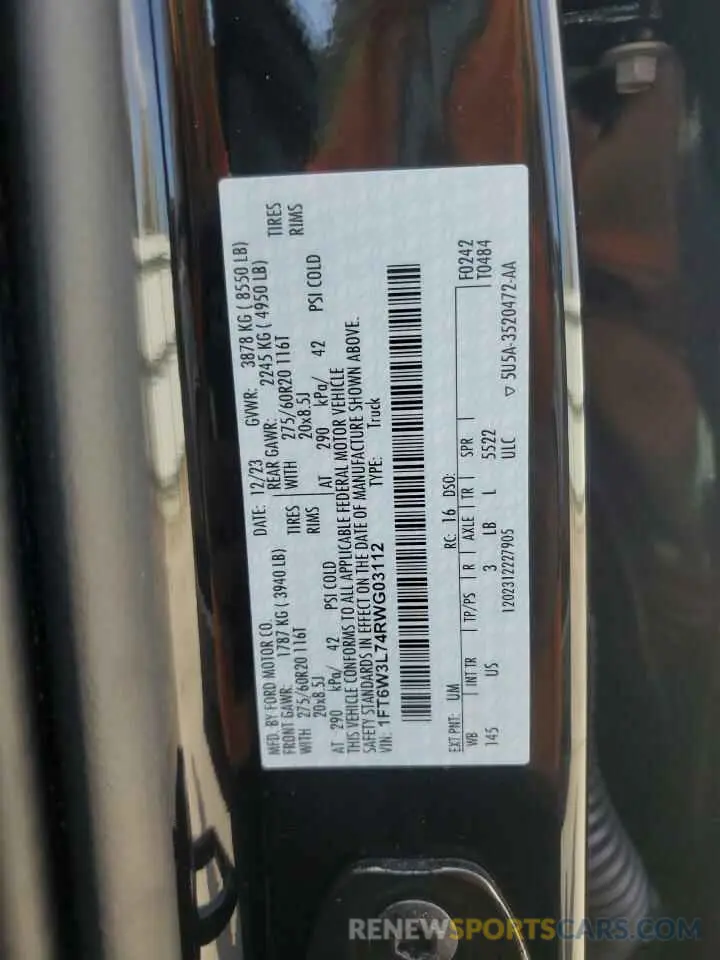 MFD. BY FORD MOTOR CO.
DATE: 12/23 GVWR: 3878 KG ( 8550 LB)
FRONT GAWR: 1787 KG ( 3940 LB) REAR GAWR: 2245 KG ( 4950 LB)
WITH 275/60R20 116T TIRES WITH 275/60R20 116T TIRES
20x8.5J RIMS 20x8.5J RIMS
AT 290 kPa/ 42 PSI COLD AT 290 kPa/ 42 PSI COLD
THIS VEHICLE CONFORMS TO ALL APPLICABLE FEDERAL MOTOR VEHICLE
SAFETY STANDARDS IN EFFECT ON THE DATE OF MANUFACTURE SHOWN ABOVE.
VIN: 1FT6W3L74RWG03112 TYPE: Truck
EXT PNT: UM RC: 16 DSO: F0242
WB INT TR TP/PS R AXLE TR SPR T0484
145 US 3 LB L 5522
1202312227905 ULC 5U5A-3520472-AA
RENEWSPORTSCARS.COM